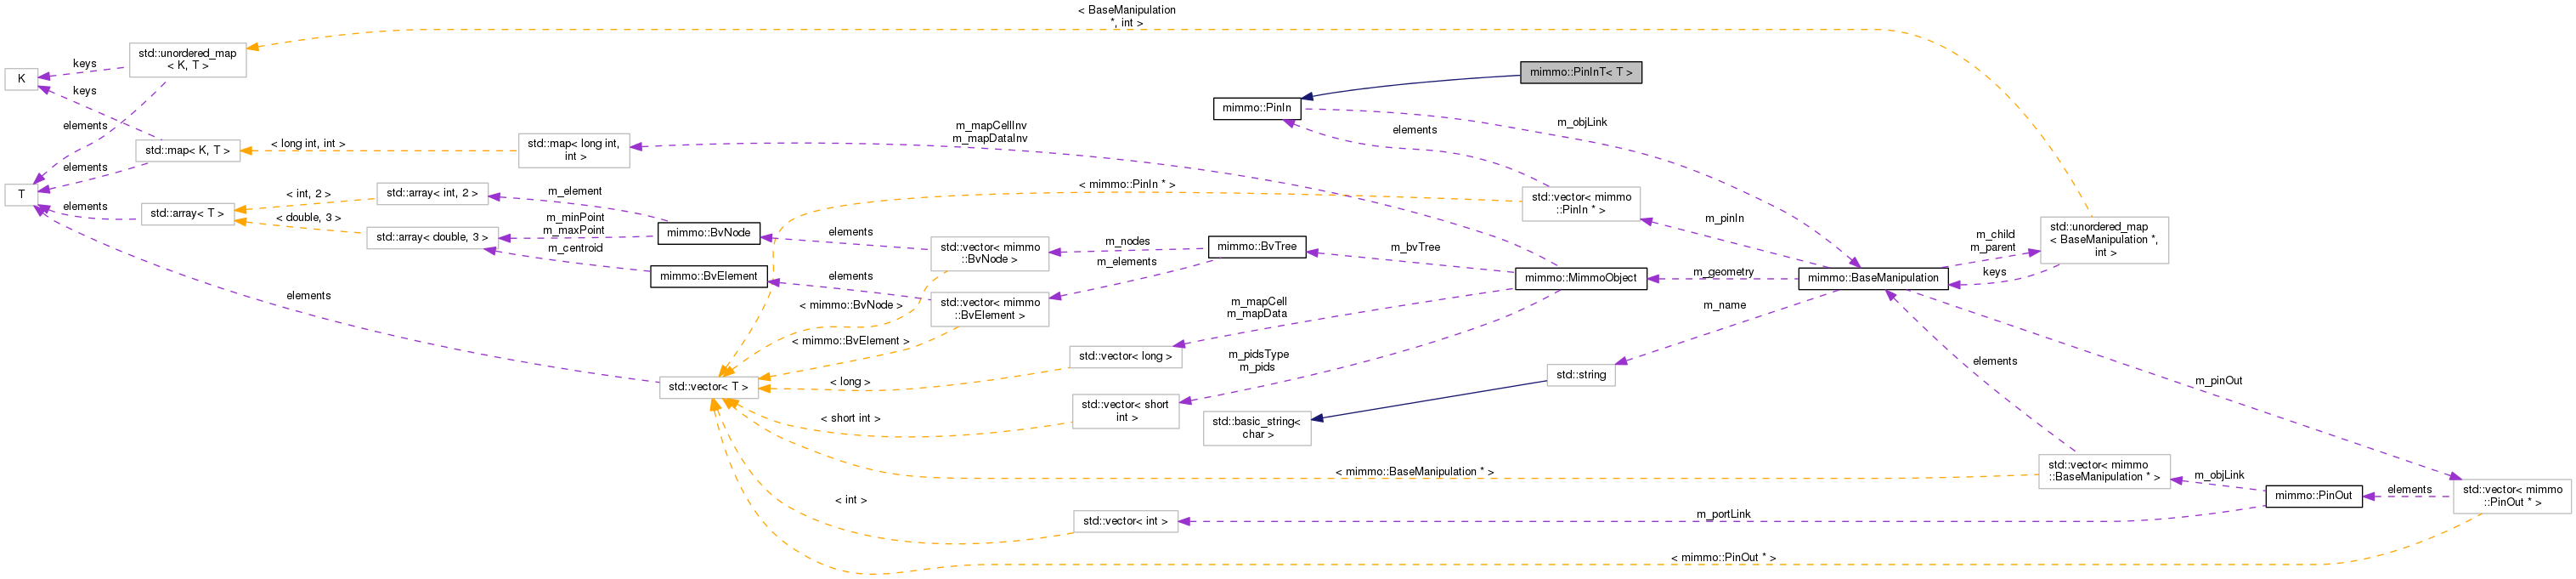 < BaseManipulation
*, int >
std::unordered_map
< K, T >
keys
K
keys
elements
std::map< K, T >
elements
T
elements
< long int, int >
std::map< long int,
int >
m_mapCellInv
m_mapDataInv
mimmo::PinInT< T >
mimmo::PinIn
m_objLink
elements
< mimmo::PinIn * >
std::vector< mimmo
::PinIn * >
m_pinIn
< int, 2 >
std::array< int, 2 >
m_element
std::array< T >
< double, 3 >
std::array< double, 3 >
m_minPoint
m_maxPoint
m_centroid
mimmo::BvNode
elements
std::vector< mimmo
::BvNode >
m_nodes
m_elements
mimmo::BvTree
m_bvTree
mimmo::BvElement
elements
std::vector< mimmo
::BvElement >
< mimmo::BvNode >
< mimmo::BvElement >
mimmo::MimmoObject
m_geometry
mimmo::BaseManipulation
m_child
m_parent
keys
std::unordered_map
< BaseManipulation *,
int >
elements
m_mapCell
m_mapData
m_name
std::vector< long >
< long >
m_pidsType
m_pids
std::string
elements
m_pinOut
std::vector< T >
< short int >
std::vector< short
int >
std::basic_string<
char >
< mimmo::BaseManipulation * >
std::vector< mimmo
::BaseManipulation * >
m_objLink
mimmo::PinOut
elements
std::vector< mimmo
::PinOut * >
< int >
std::vector< int >
m_portLink
< mimmo::PinOut * >